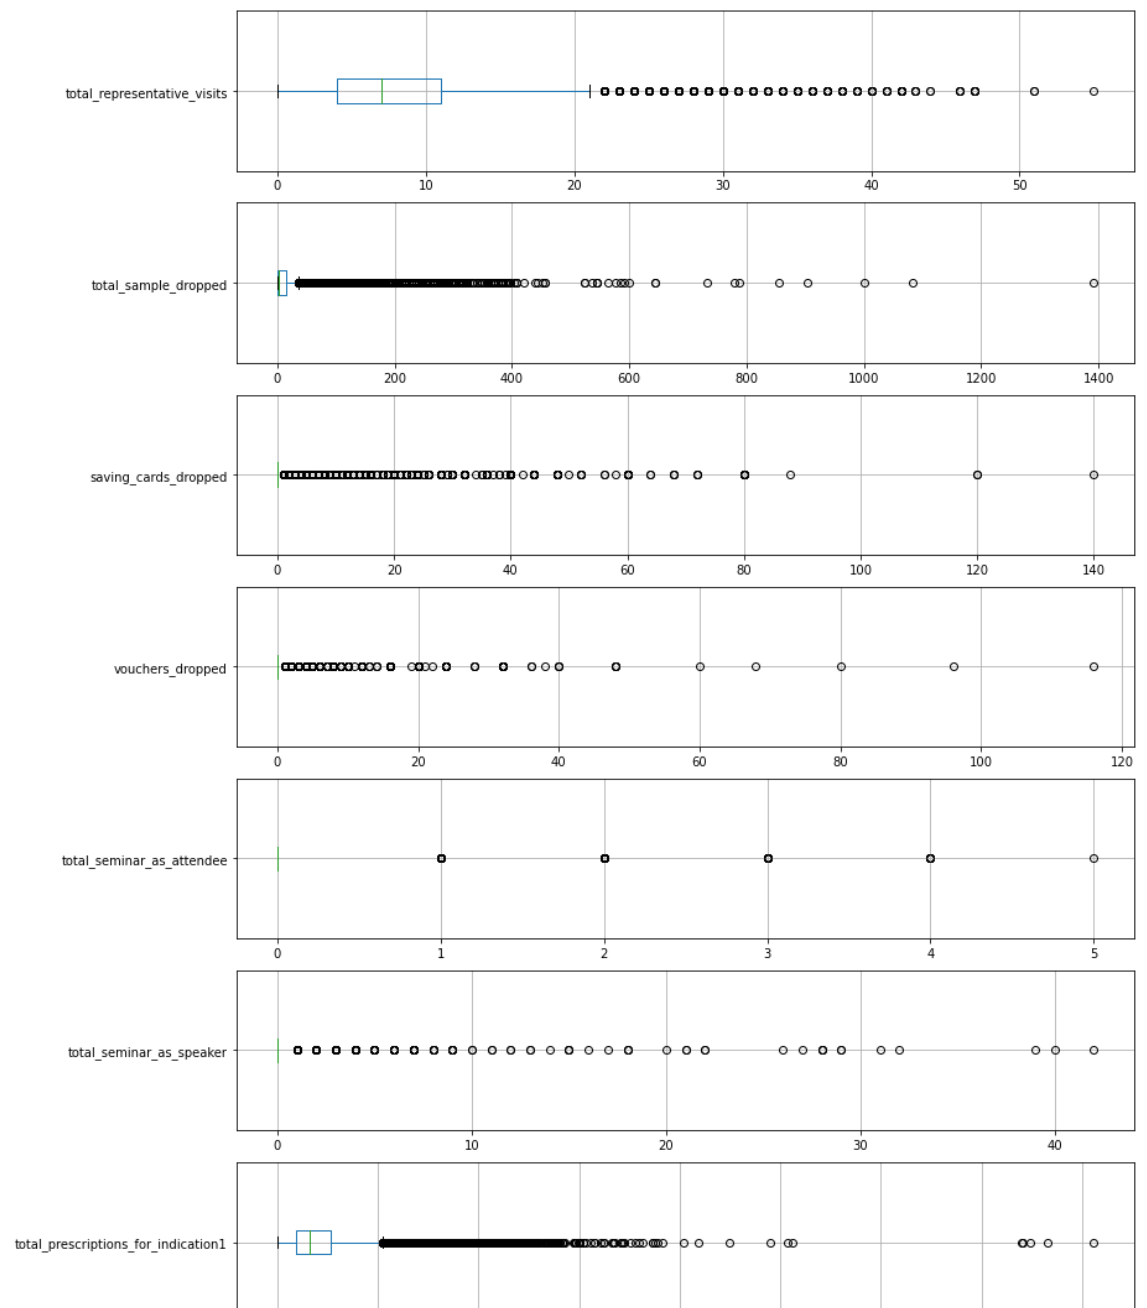 total_representative_visits
0 10 20 30 40 50
total_sample_dropped
0 200 400 600 800 1000 1200 1400
saving_cards_dropped
0 20 40 60 80 100 120 140
vouchers_dropped
0 20 40 60 80 100 120
total_seminar_as_attendee
0 1 2 3 4 5
total_seminar_as_speaker
0 10 20 30 40
total_prescriptions_for_indication1